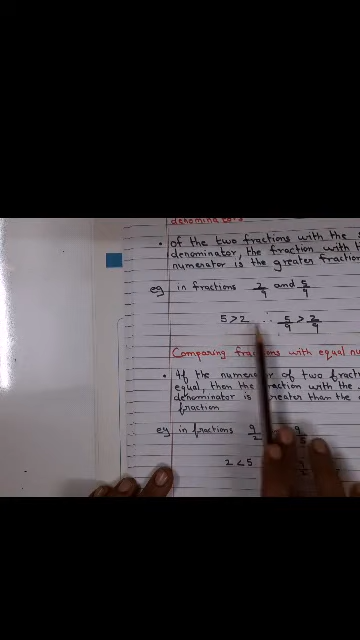 denominators
• Of the two fractions with the
denominator, the fraction with
numerator is the greater fraction
eg in fractions 2/9 and 5/9
5 > 2 ∴ 5/9 > 2/9
Comparing fractions with equal
• If the numerator of two
equal, then the fraction with the
denominator is greater than the
fraction
eg in fractions 9/2
2 < 5